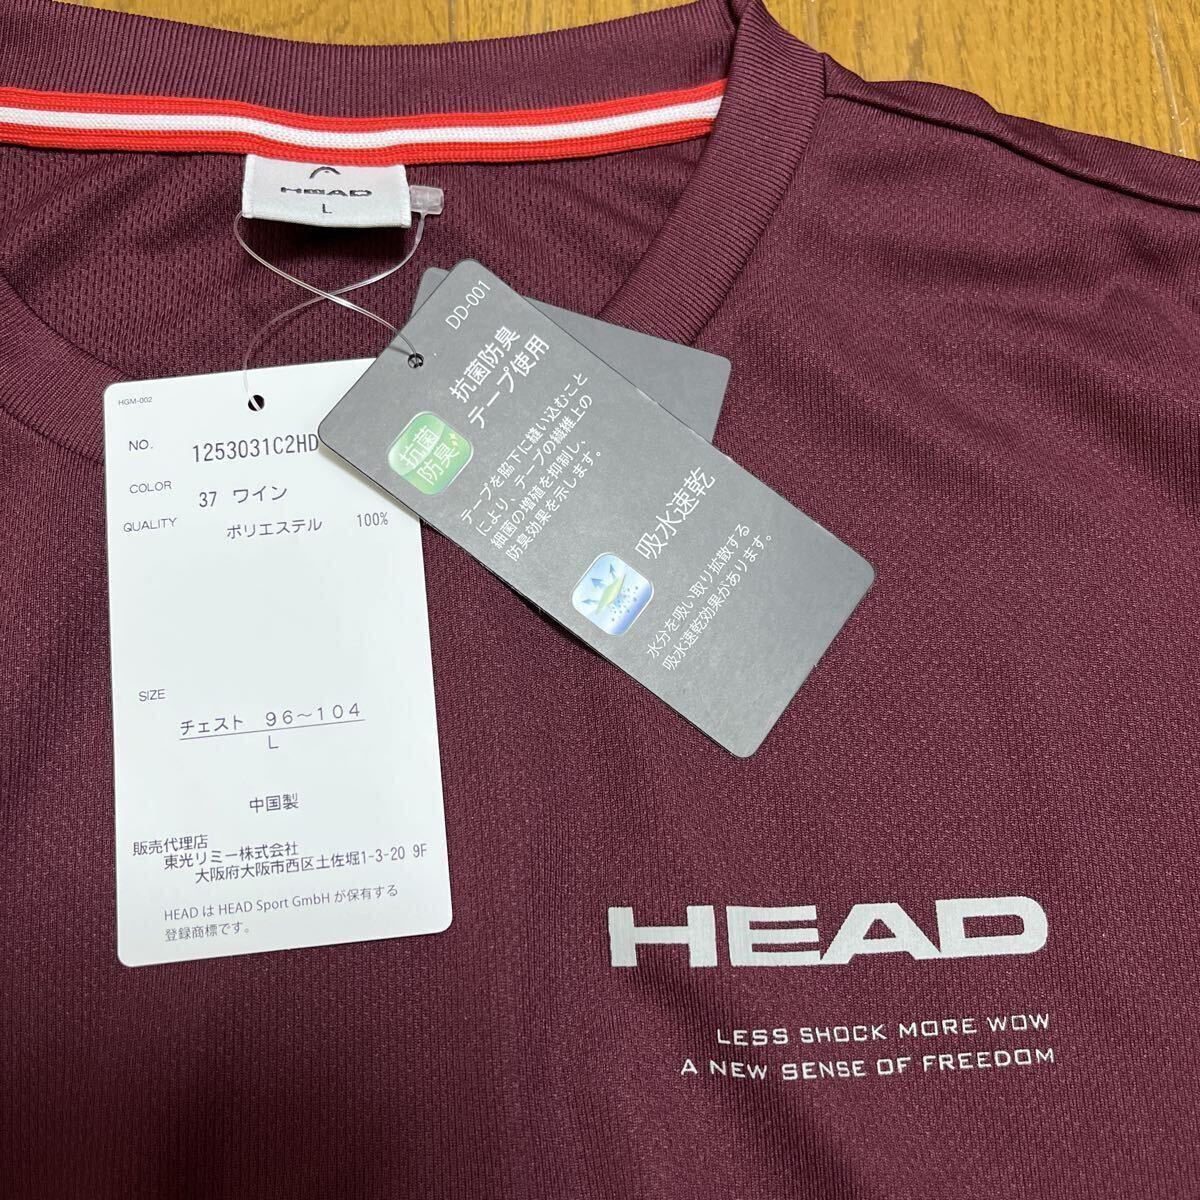 HEAD
L
HGM-002
NO. 1253031C2HD
COLOR 37 ワイン
QUALITY ポリエステル 100%
SIZE
チェスト 96～104
L
中国製
販売代理店
東光リミー株式会社
大阪府大阪市西区土佐堀1-3-20 9F
HEAD は HEAD Sport GmbH が保有する
登録商標です。
DD-001
抗菌
防臭
抗菌防臭
テープ使用
テープを脇下に縫い込むこと
により、テープの繊維上の
細菌の増殖を抑制し、
防臭効果を示します。
吸水速乾
水分を吸い取り拡散する
吸水速乾効果があります。
HEAD
LESS SHOCK MORE WOW
A NEW SENSE OF FREEDOM